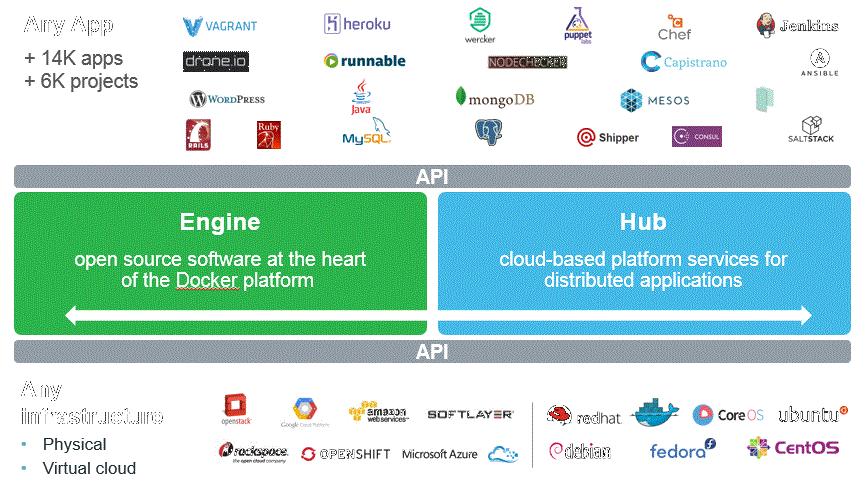 Any App
VAGRANT
heroku
wercker
puppet
labs
Chef
Jenkins
+ 14K apps
+ 6K projects
drone.io
runnable
NODECHECKER
Capistrano
ANSIBLE
WORDPRESS
Java
mongoDB
MESOS
RAILS
Ruby
MySQL
Shipper
CONSUL
SALTSTACK
API
Engine
open source software at the heart
of the Docker platform
Hub
cloud-based platform services for
distributed applications
API
Any
infrastructure
• Physical
• Virtual cloud
openstack
Google Cloud Platform
amazon
web services
SOFTLAYER
redhat
docker
CoreOS
ubuntu
rackspace
the open cloud company
OPENSHIFT
Microsoft Azure
debian
fedora
CentOS